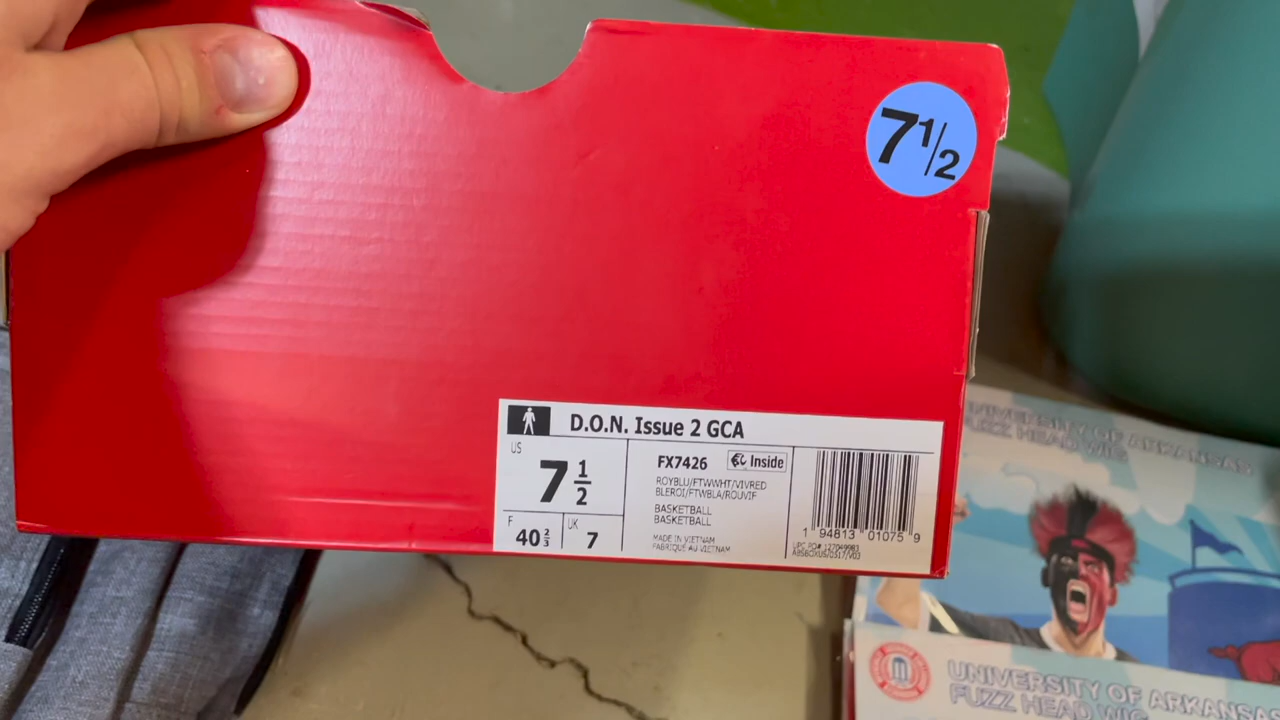 7 1/2
D.O.N. Issue 2 GCA
US
7 1/2
F
40 2/3
UK
7
FX7426
Inside
ROYBLU/FTWWHT/VIVRED
BLEROI/FTWBLA/ROUVIF
BASKETBALL
BASKETBALL
MADE IN VIETNAM
FABRIQUÉ AU VIETNAM
1 94813 01075 9
UNIVERSITY OF ARKANSAS
FUZZ HEAD WIG
UNIVERSITY OF ARKANSAS
FUZZ HEAD WIG